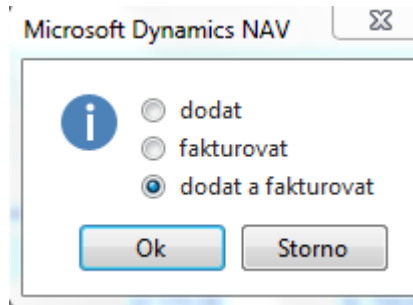 Microsoft Dynamics NAV
dodat
fakturovat
dodat a fakturovat
Ok
Storno